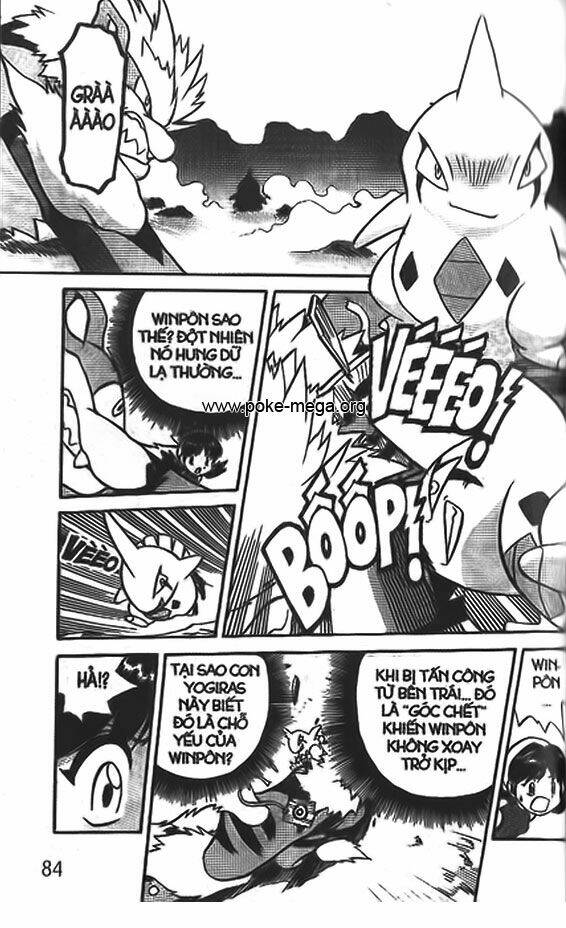 GRÀÀ
ÀÀÀO
WINPÔN SAO
THẾ? ĐỘT NHIÊN
NÓ HUNG DỮ
LẠ THƯỜNG...
www.poke-mega.org
VÉÉÉO!
BÔÔÔP!
VÈÈO
HẢ!?
TẠI SAO CON
YOGIRAS
NÀY BIẾT
ĐÓ LÀ CHỖ
YẾU CỦA
WINPÔN?
KHI BỊ TẤN CÔNG
TỪ BÊN TRÁI... ĐÓ
LÀ "GÓC CHẾT"
KHIẾN WINPÔN
KHÔNG XOAY
TRỞ KỊP...
WIN-
PÔN
84